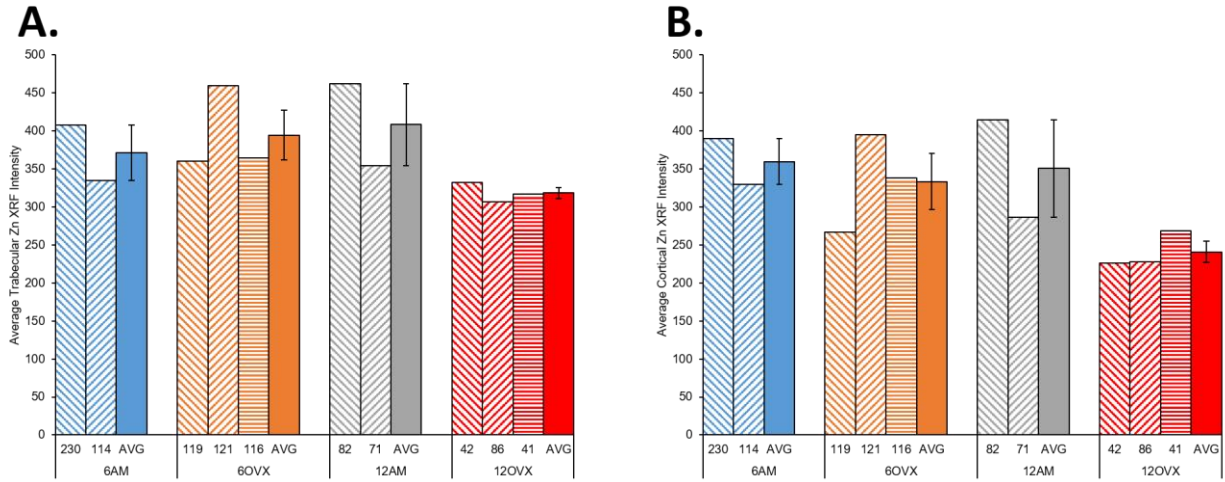 A.
Average Trabecular Zn XRF Intensity
500
450
400
350
300
250
200
150
100
50
0
230 114 AVG 119 121 116 AVG 82 71 AVG 42 86 41 AVG
6AM 6OVX 12AM 12OVX
B.
Average Cortical Zn XRF Intensity
500
450
400
350
300
250
200
150
100
50
0
230 114 AVG 119 121 116 AVG 82 71 AVG 42 86 41 AVG
6AM 6OVX 12AM 12OVX